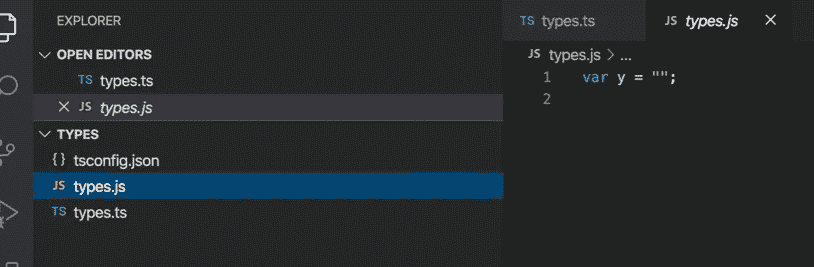 EXPLORER
OPEN EDITORS
TS types.ts
JS types.js
TYPES
{} tsconfig.json
JS types.js
TS types.ts
TS types.ts
JS types.js
JS types.js > ...
1 var y = "";
2